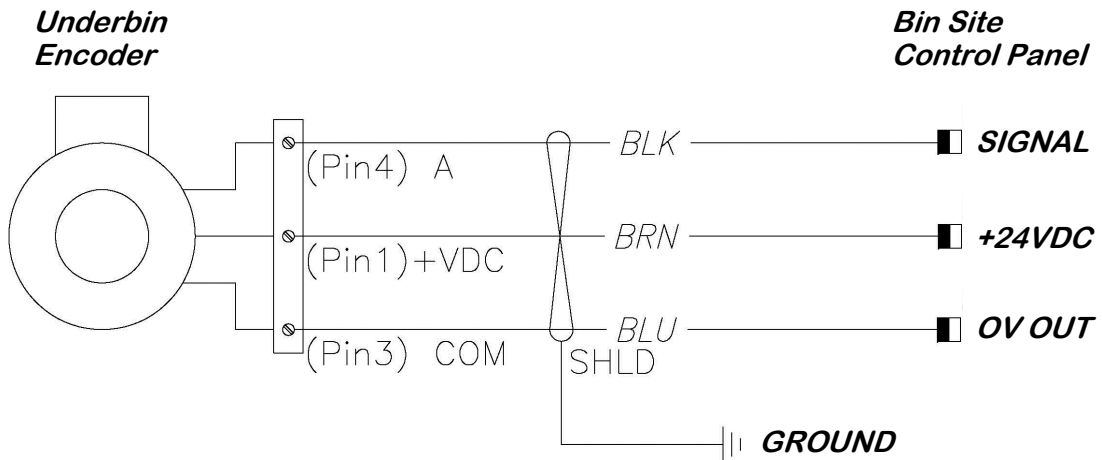 Underbin
Encoder
Bin Site
Control Panel
BLK
SIGNAL
(Pin4) A
BRN
+24VDC
(Pin1)+VDC
BLU
OV OUT
(Pin3) COM
SHLD
GROUND